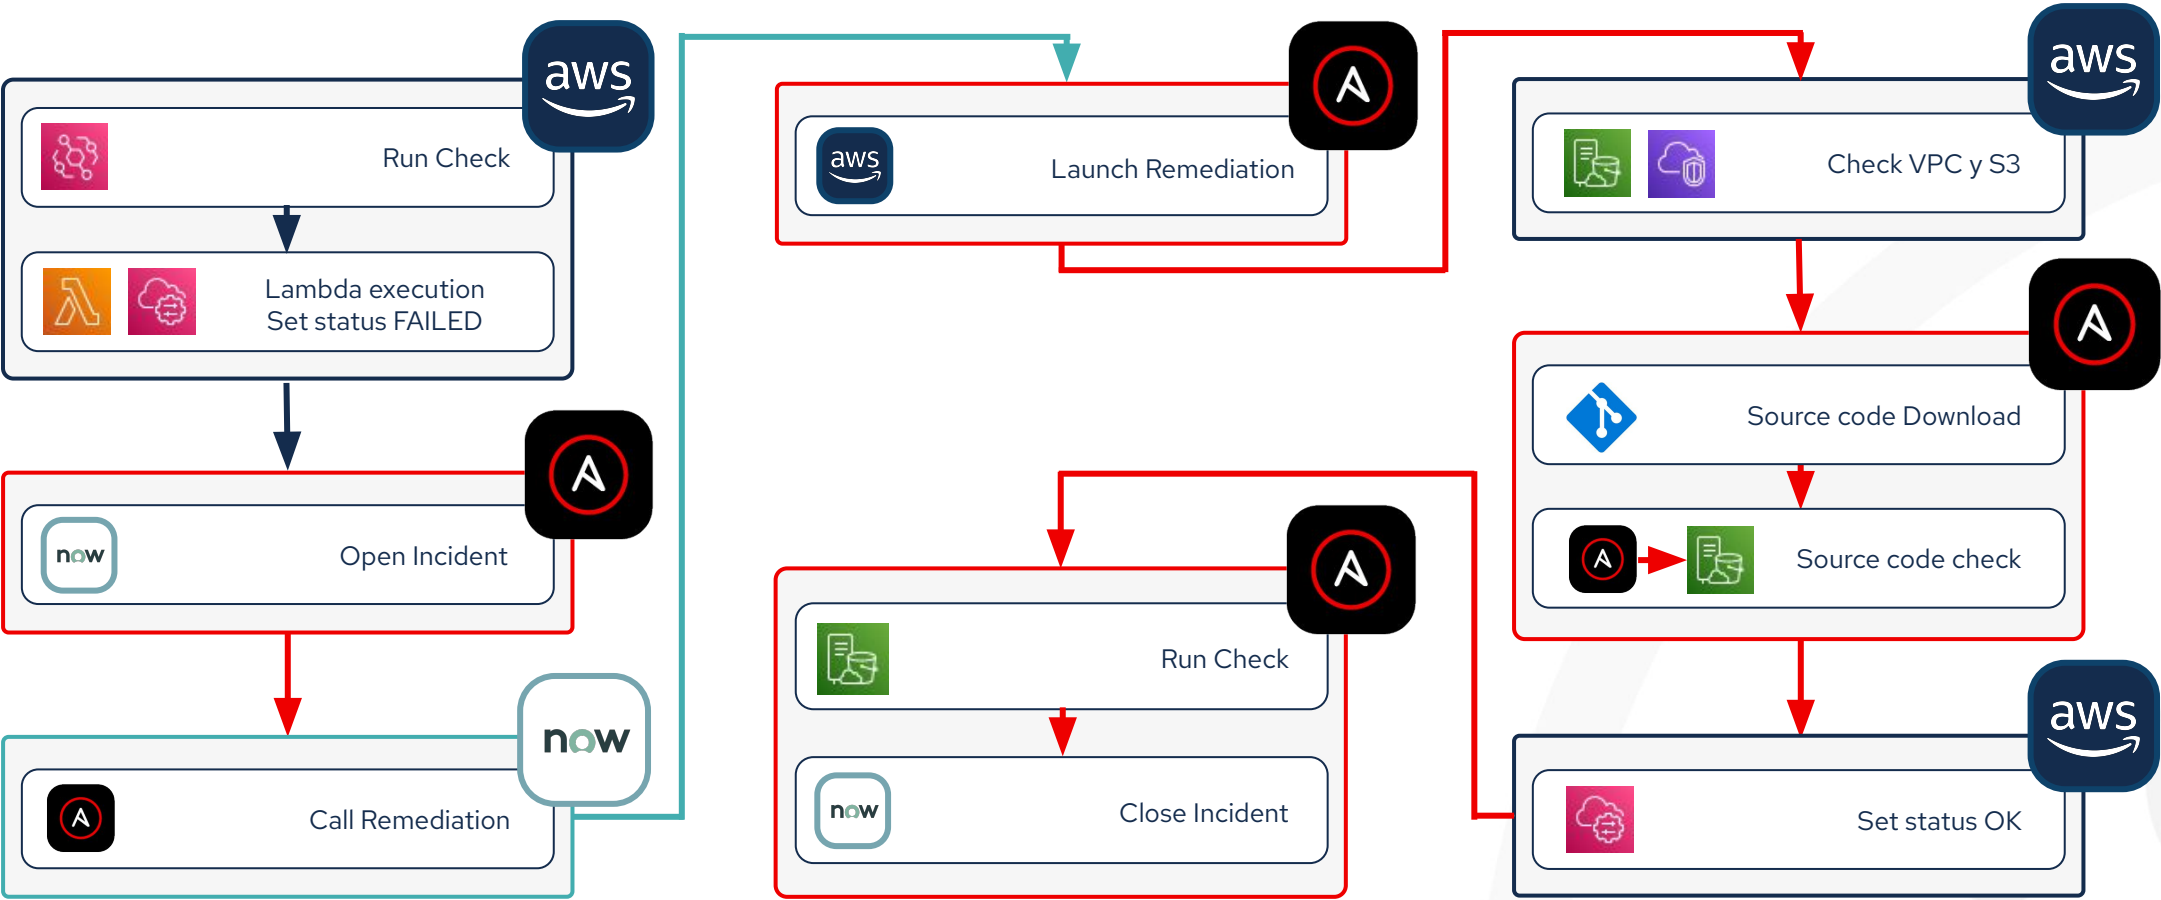 aws
Run Check
Lambda execution
Set status FAILED
Open Incident
now
now
Call Remediation
aws
Launch Remediation
Run Check
Close Incident
now
aws
Check VPC y S3
Source code Download
Source code check
aws
Set status OK